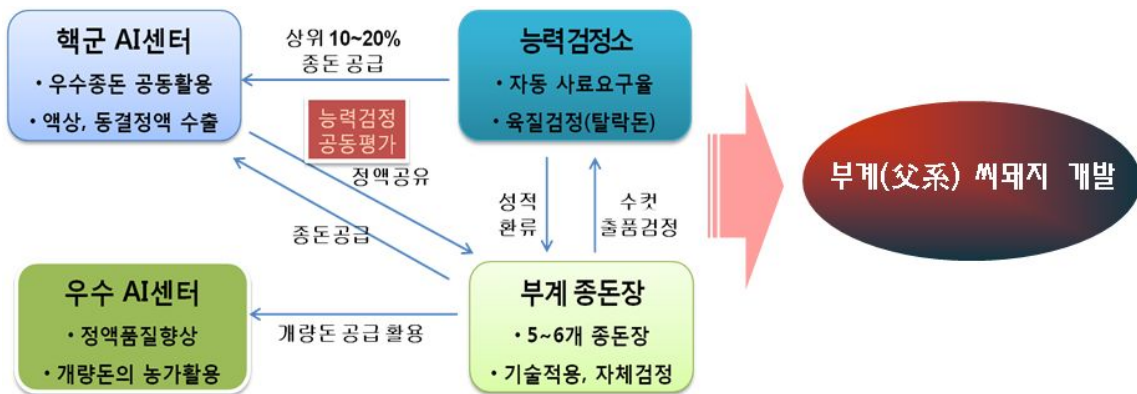 핵군 AI센터
• 우수종돈 공동활용
• 액상, 동결정액 수출
상위 10~20%
종돈 공급
능력검정
공동평가
정액공유
종돈공급
능력검정소
• 자동 사료요구율
• 육질검정(탈락돈)
성적
환류
수컷
출품검정
우수 AI센터
• 정액품질향상
• 개량돈의 농가활용
개량돈 공급 활용
부계 종돈장
• 5~6개 종돈장
• 기술적용, 자체검정
부계(父系) 씨돼지 개발